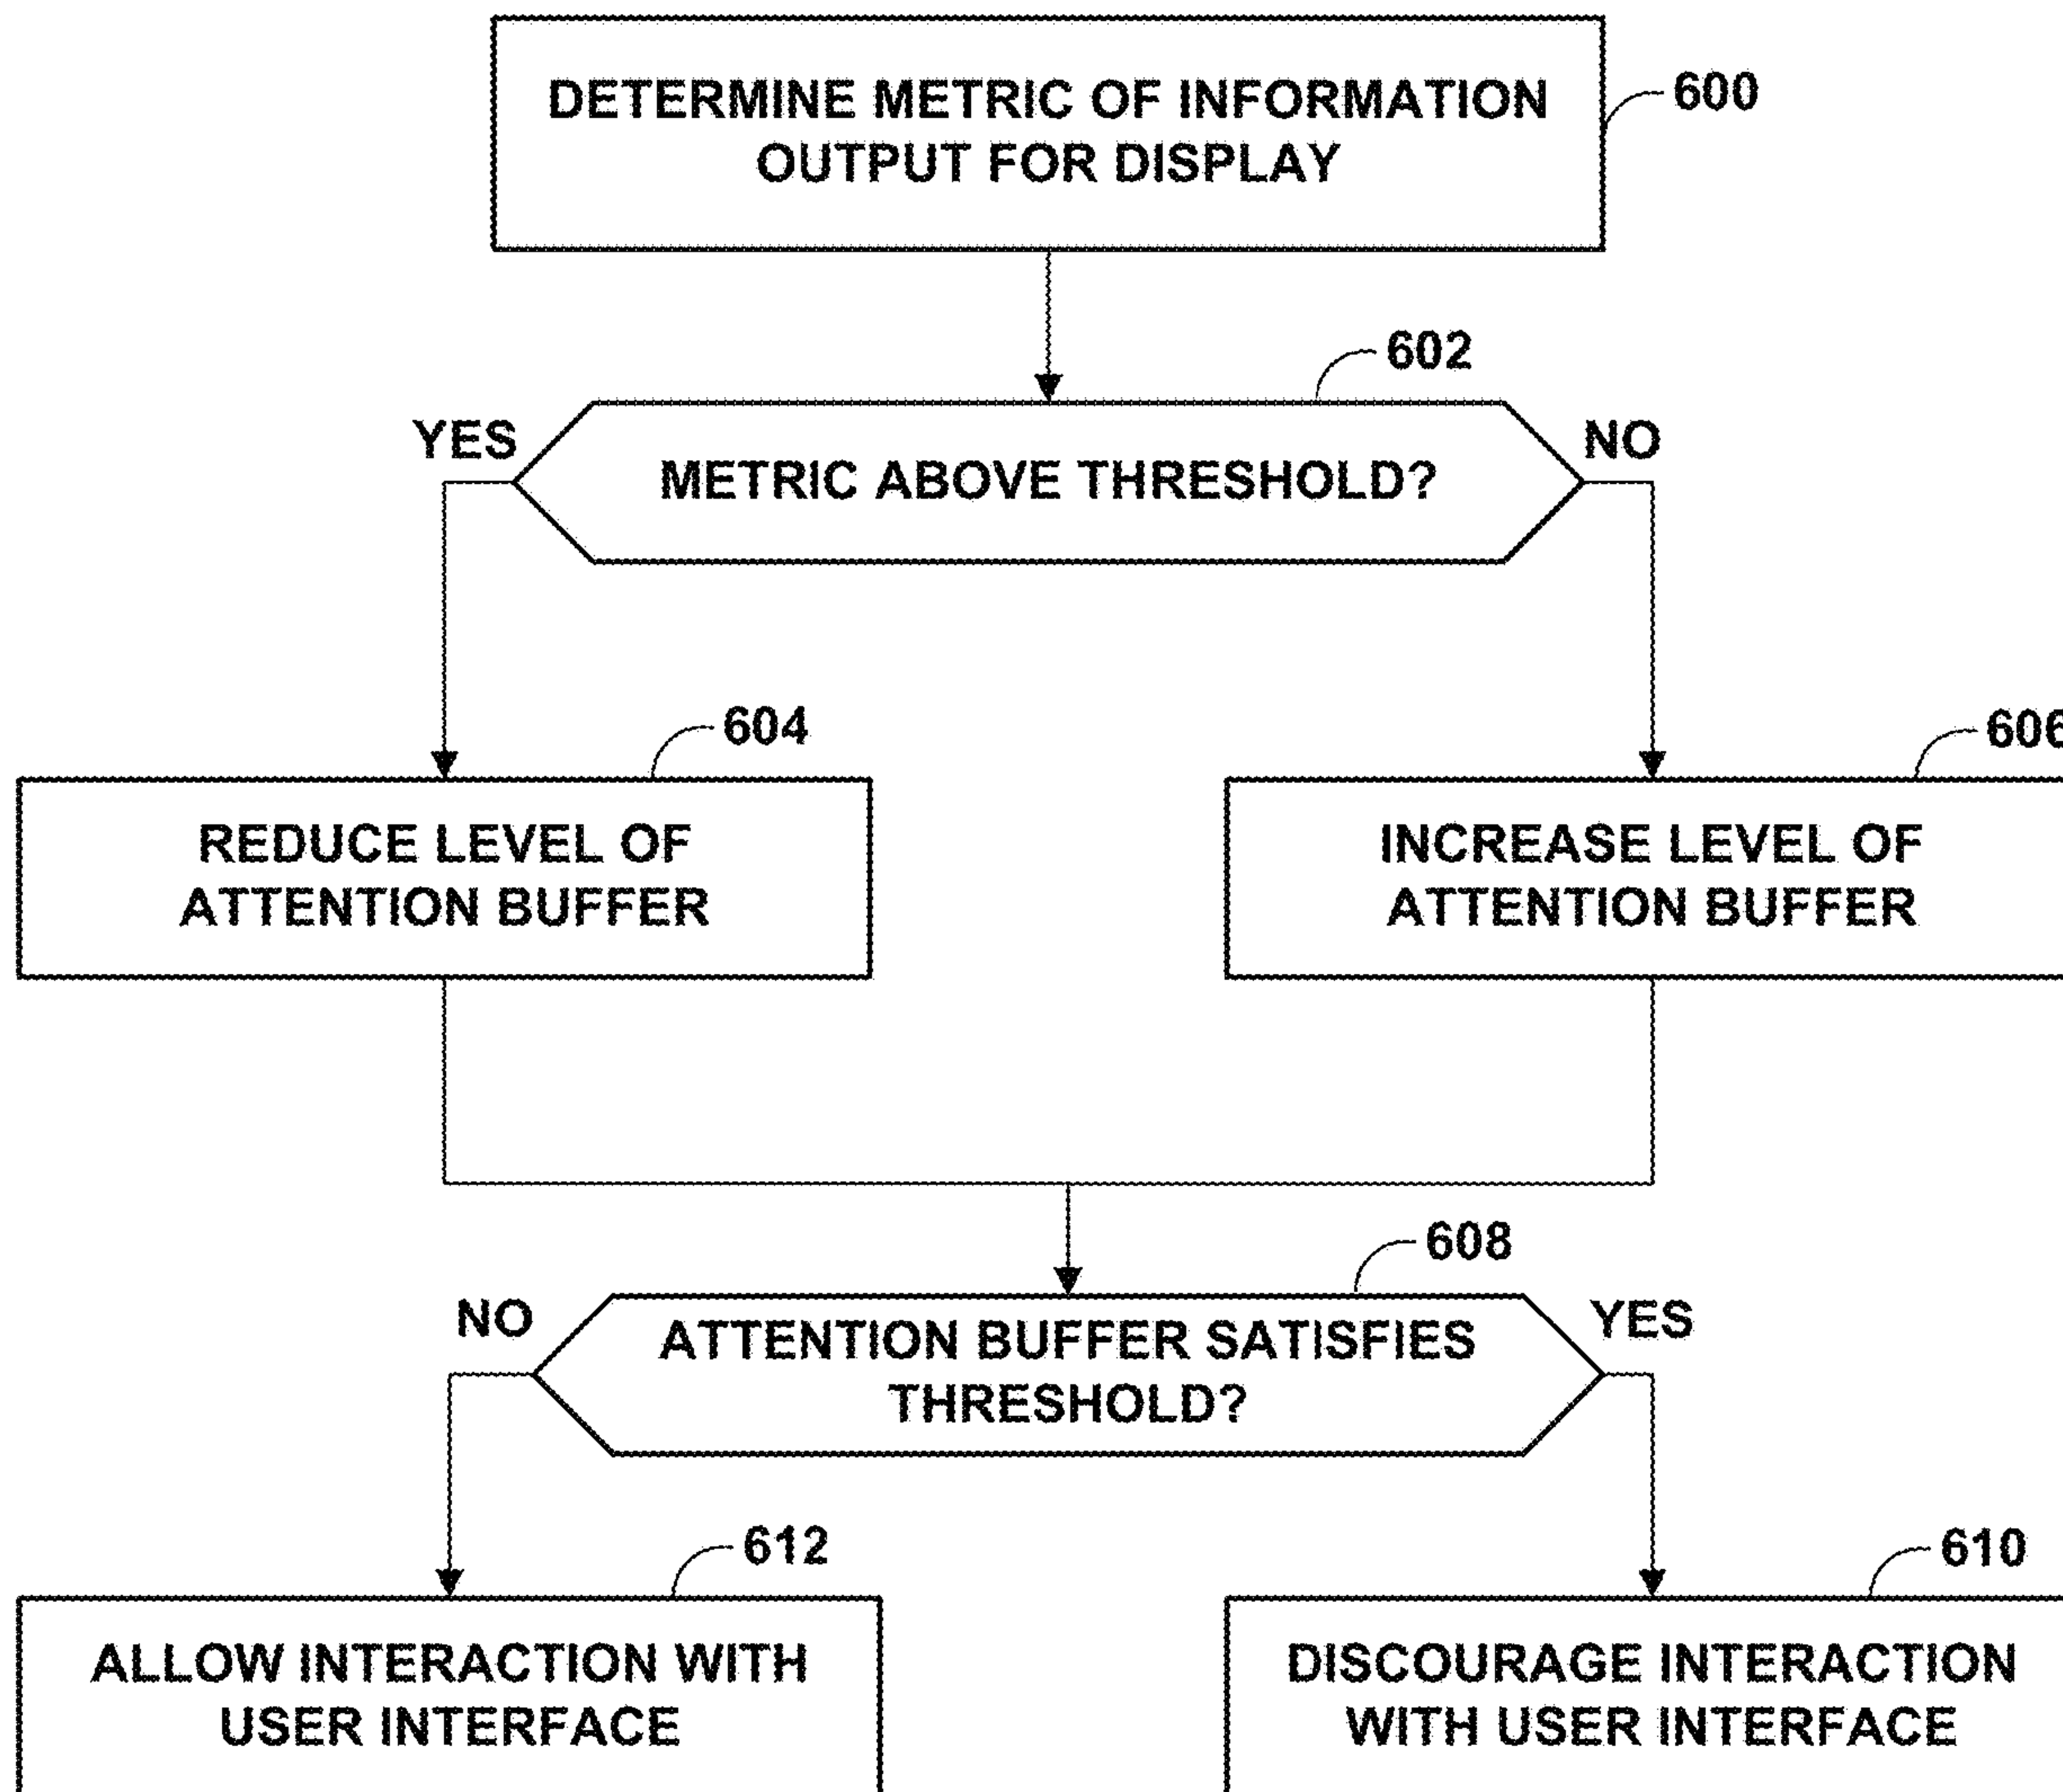 DETERMINE METRIC OF INFORMATION
OUTPUT FOR DISPLAY
600
602
YES
NO
METRIC ABOVE THRESHOLD?
604
606
REDUCE LEVEL OF
ATTENTION BUFFER
INCREASE LEVEL OF
ATTENTION BUFFER
608
NO
YES
ATTENTION BUFFER SATISFIES
THRESHOLD?
612
610
ALLOW INTERACTION WITH
USER INTERFACE
DISCOURAGE INTERACTION
WITH USER INTERFACE